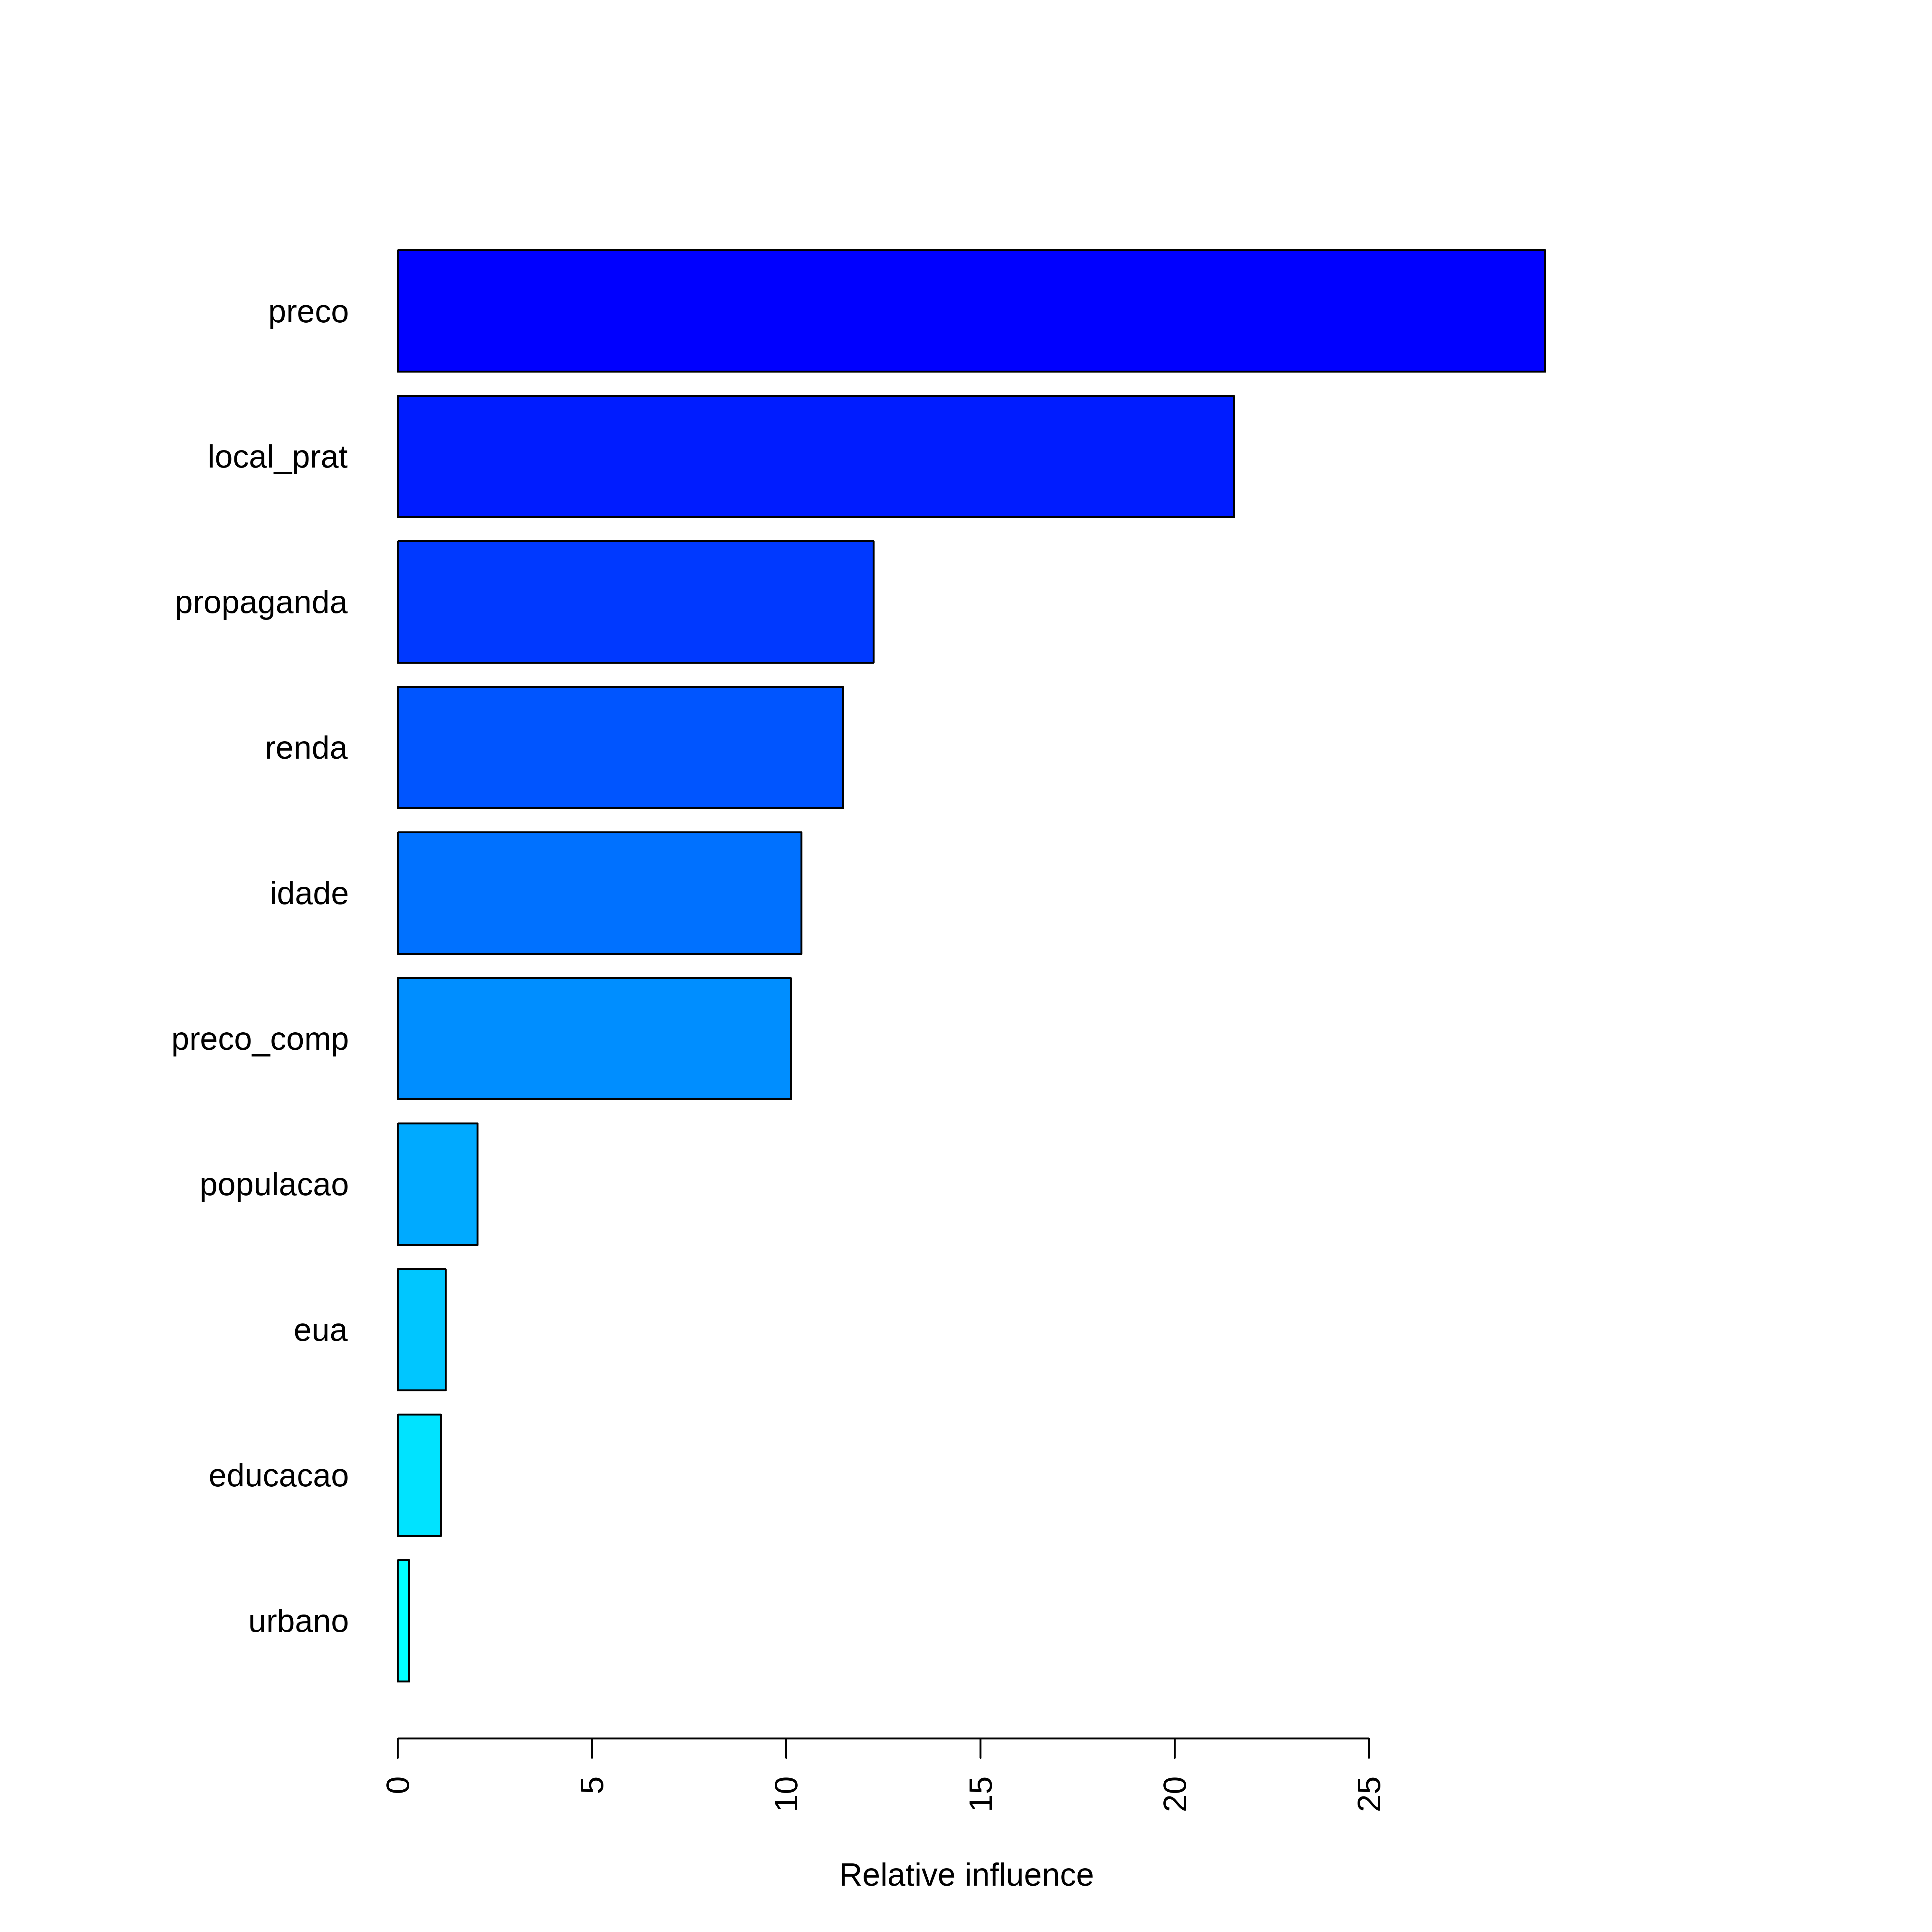 preco
local_prat
propaganda
renda
idade
preco_comp
populacao
eua
educacao
urbano
0 5 10 15 20 25
Relative influence